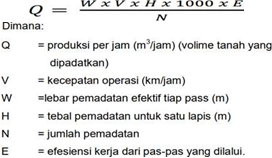 Q = W x V x H x 1000 x E / N
Dimana:
Q = produksi per jam (m³/jam) (volime tanah yang
dipadatkan)
V = kecepatan operasi (km/jam)
W =lebar pemadatan efektif tiap pass (m)
H = tebal pemadatan untuk satu lapis (m)
N = jumlah pemadatan
E = efesiensi kerja dari pas-pas yang dilalui.